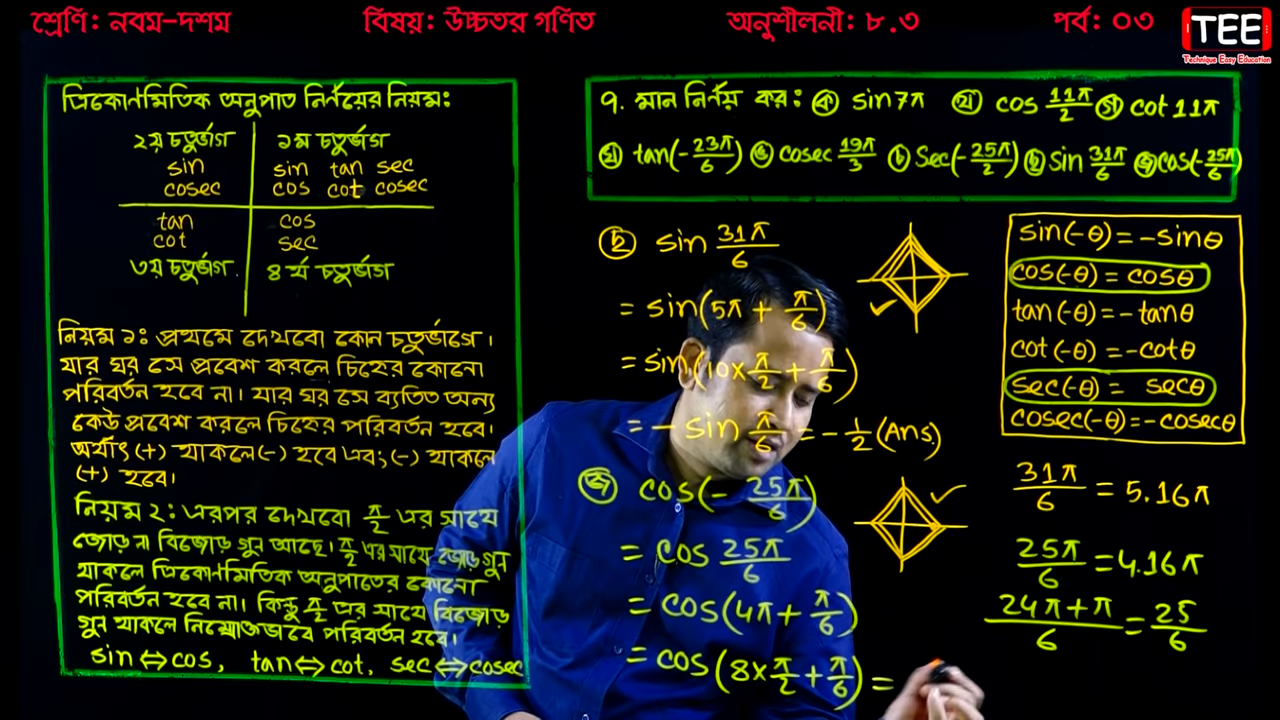 শ্রেণি: নবম-দশম বিষয়: উচ্চতর গণিত অনুশীলনী: ৮.৩ পর্ব: ০৩
TEE
Technique Easy Education
ত্রিকোণমিতিক অনুপাত নির্ণয়ের নিয়ম:
২য় চতুর্ভাগ ১ম চতুর্ভাগ
sin sin tan sec
cosec cos cot cosec
tan cos
cot sec
৩য় চতুর্ভাগ. ৪র্থ চতুর্ভাগ
নিয়ম ১: প্রথমে দেখবো কোন চতুর্ভাগে।
যার ঘর সে প্রবেশ করলে চিহ্নের কোনো
পরিবর্তন হবে না। যার ঘর সে ব্যতিত অন্য
কেউ প্রবেশ করলে চিহ্নের পরিবর্তন হবে।
অর্থাৎ (+) থাকলে (-) হবে এবং (-) থাকলে
(+) হবে।
নিয়ম ২: এরপর দেখবো π/2 এর সাথে
জোড় না বিজোড় গুন আছে। π/2 এর সাথে জোড় গুন
থাকলে ত্রিকোণমিতিক অনুপাতের কোনো
পরিবর্তন হবে না। কিন্তু π/2 এর সাথে বিজোড়
গুন থাকলে নিম্নোক্তভাবে পরিবর্তন হবে।
sin ⇔ cos, tan ⇔ cot, sec ⇔ cosec
৭. মান নির্ণয় কর: ক sin 7π খ cos 11π/2 গ cot 11π
ঘ tan(-23π/6) ঙ cosec 19π/3 চ Sec(-25π/2) ছ sin 31π/6 জ cos(-25π/6)
ছ sin 31π/6
= sin(5π + π/6)
= sin(10×π/2 + π/6)
= - sin π/6 = - 1/2 (Ans.)
জ cos(- 25π/6)
= cos 25π/6
= cos(4π + π/6)
= cos(8×π/2 + π/6) =
sin(-θ) = -sinθ
cos(-θ) = cosθ
tan(-θ) = -tanθ
cot(-θ) = -cotθ
sec(-θ) = secθ
cosec(-θ) = -cosecθ
31π/6 = 5.16π
25π/6 = 4.16π
24π+π/6 = 25/6